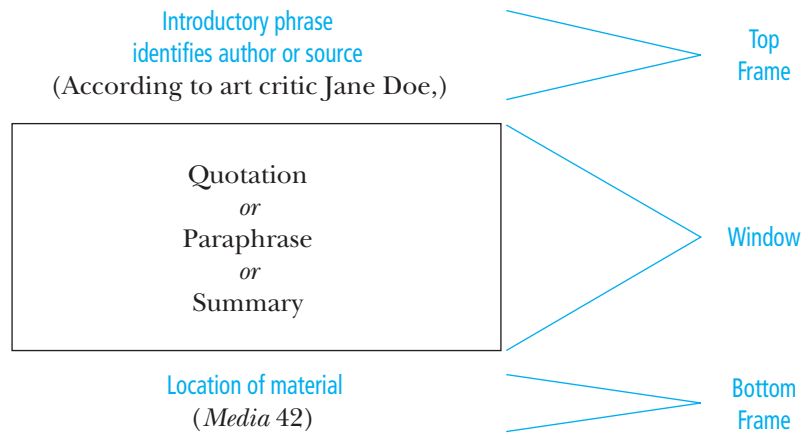 Introductory phrase
identifies author or source
(According to art critic Jane Doe,)
Top
Frame
Quotation
or
Paraphrase
or
Summary
Window
Location of material
(Media 42)
Bottom
Frame